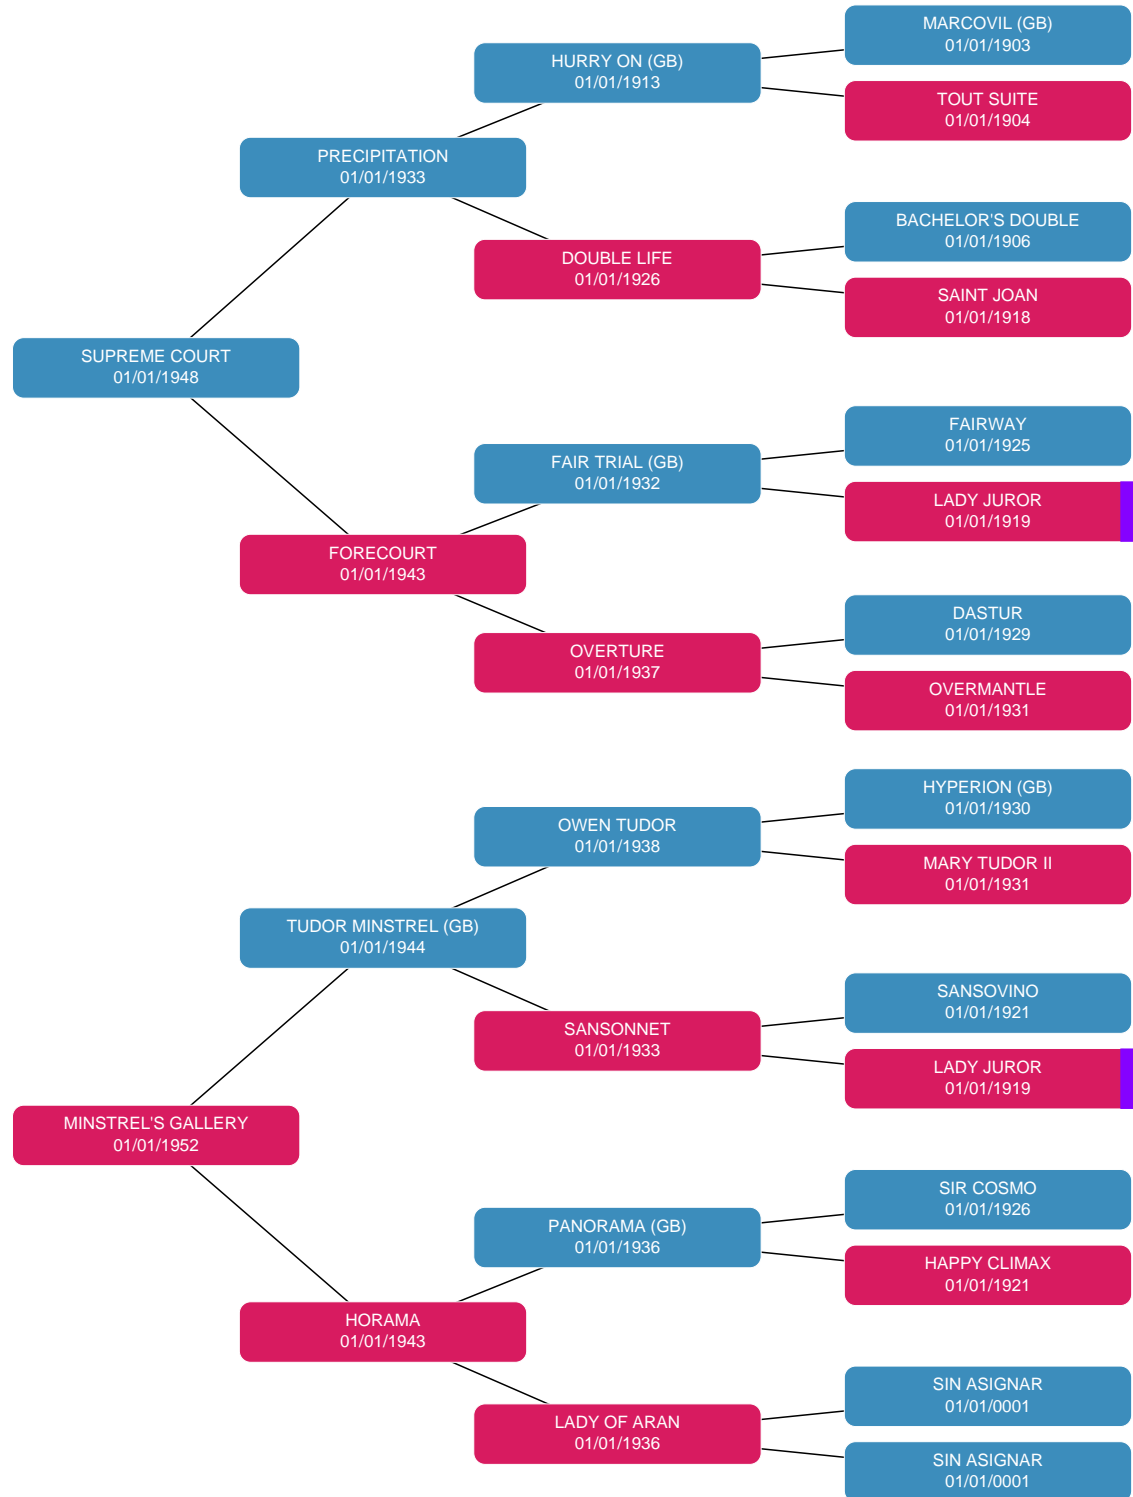 MARCOVIL (GB)
01/01/1903
HURRY ON (GB)
01/01/1913
TOUT SUITE
01/01/1904
PRECIPITATION
01/01/1933
BACHELOR'S DOUBLE
01/01/1906
DOUBLE LIFE
01/01/1926
SAINT JOAN
01/01/1918
SUPREME COURT
01/01/1948
FAIRWAY
01/01/1925
FAIR TRIAL (GB)
01/01/1932
LADY JUROR
01/01/1919
FORECOURT
01/01/1943
DASTUR
01/01/1929
OVERTURE
01/01/1937
OVERMANTLE
01/01/1931
HYPERION (GB)
01/01/1930
OWEN TUDOR
01/01/1938
MARY TUDOR II
01/01/1931
TUDOR MINSTREL (GB)
01/01/1944
SANSOVINO
01/01/1921
SANSONNET
01/01/1933
LADY JUROR
01/01/1919
MINSTREL'S GALLERY
01/01/1952
SIR COSMO
01/01/1926
PANORAMA (GB)
01/01/1936
HAPPY CLIMAX
01/01/1921
HORAMA
01/01/1943
SIN ASIGNAR
01/01/0001
LADY OF ARAN
01/01/1936
SIN ASIGNAR
01/01/0001